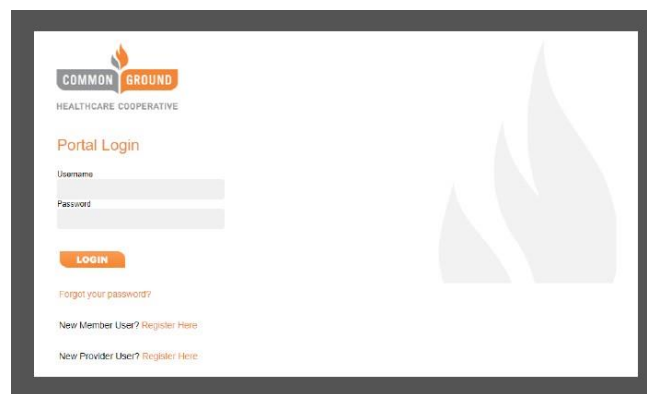 COMMON GROUND
HEALTHCARE COOPERATIVE
Portal Login
Username
Password
LOGIN
Forgot your password?
New Member User? Register Here
New Provider User? Register Here